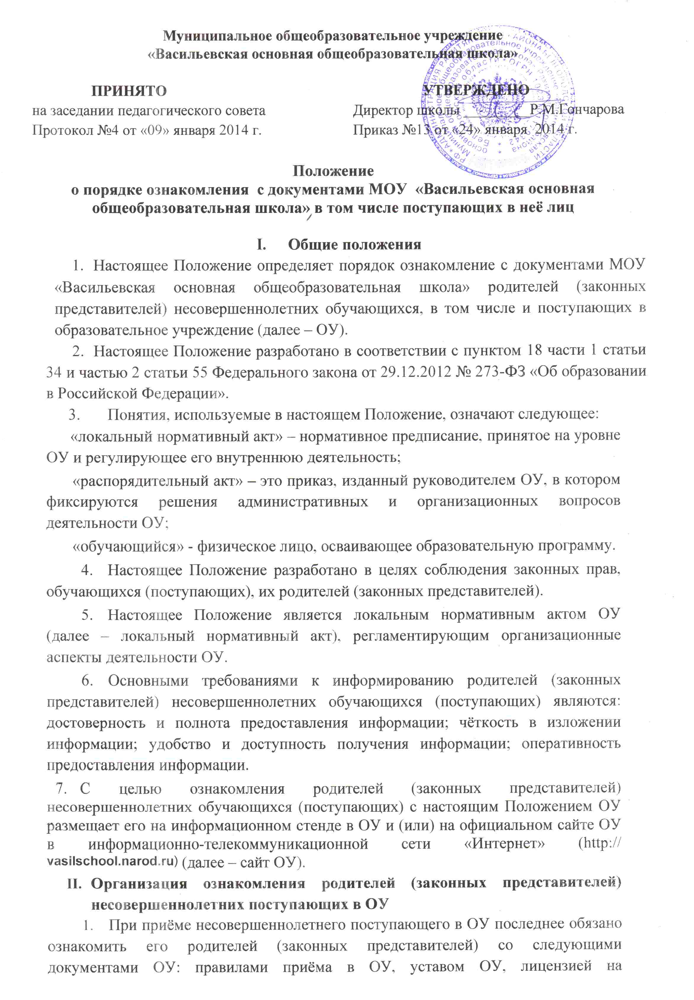 Муниципальное общеобразовательное учреждение
«Васильевская основная общеобразовательная школа»
ПРИНЯТО
на заседании педагогического совета
Протокол №4 от «09» января 2014 г.
УТВЕРЖДЕНО
Директор школы __________ Р.М.Гончарова
Приказ №13 от «24» января 2014 г.
Положение
о порядке ознакомления с документами МОУ «Васильевская основная
общеобразовательная школа», в том числе поступающих в неё лиц
I. Общие положения
1. Настоящее Положение определяет порядок ознакомление с документами МОУ
«Васильевская основная общеобразовательная школа» родителей (законных
представителей) несовершеннолетних обучающихся, в том числе и поступающих в
образовательное учреждение (далее – ОУ).
2. Настоящее Положение разработано в соответствии с пунктом 18 части 1 статьи
34 и частью 2 статьи 55 Федерального закона от 29.12.2012 № 273-ФЗ «Об образовании
в Российской Федерации».
3. Понятия, используемые в настоящем Положение, означают следующее:
«локальный нормативный акт» – нормативное предписание, принятое на уровне
ОУ и регулирующее его внутреннюю деятельность;
«распорядительный акт» – это приказ, изданный руководителем ОУ, в котором
фиксируются решения административных и организационных вопросов
деятельности ОУ;
«обучающийся» - физическое лицо, осваивающее образовательную программу.
4. Настоящее Положение разработано в целях соблюдения законных прав,
обучающихся (поступающих), их родителей (законных представителей).
5. Настоящее Положение является локальным нормативным актом ОУ
(далее – локальный нормативный акт), регламентирующим организационные
аспекты деятельности ОУ.
6. Основными требованиями к информированию родителей (законных
представителей) несовершеннолетних обучающихся (поступающих) являются:
достоверность и полнота предоставления информации; чёткость в изложении
информации; удобство и доступность получения информации; оперативность
предоставления информации.
7. С целью ознакомления родителей (законных представителей)
несовершеннолетних обучающихся (поступающих) с настоящим Положением ОУ
размещает его на информационном стенде в ОУ и (или) на официальном сайте ОУ
в информационно-телекоммуникационной сети «Интернет» (http://
vasilschool.narod.ru) (далее – сайт ОУ).
II. Организация ознакомления родителей (законных представителей)
несовершеннолетних поступающих в ОУ
1. При приёме несовершеннолетнего поступающего в ОУ последнее обязано
ознакомить его родителей (законных представителей) со следующими
документами ОУ: правилами приёма в ОУ, уставом ОУ, лицензией на